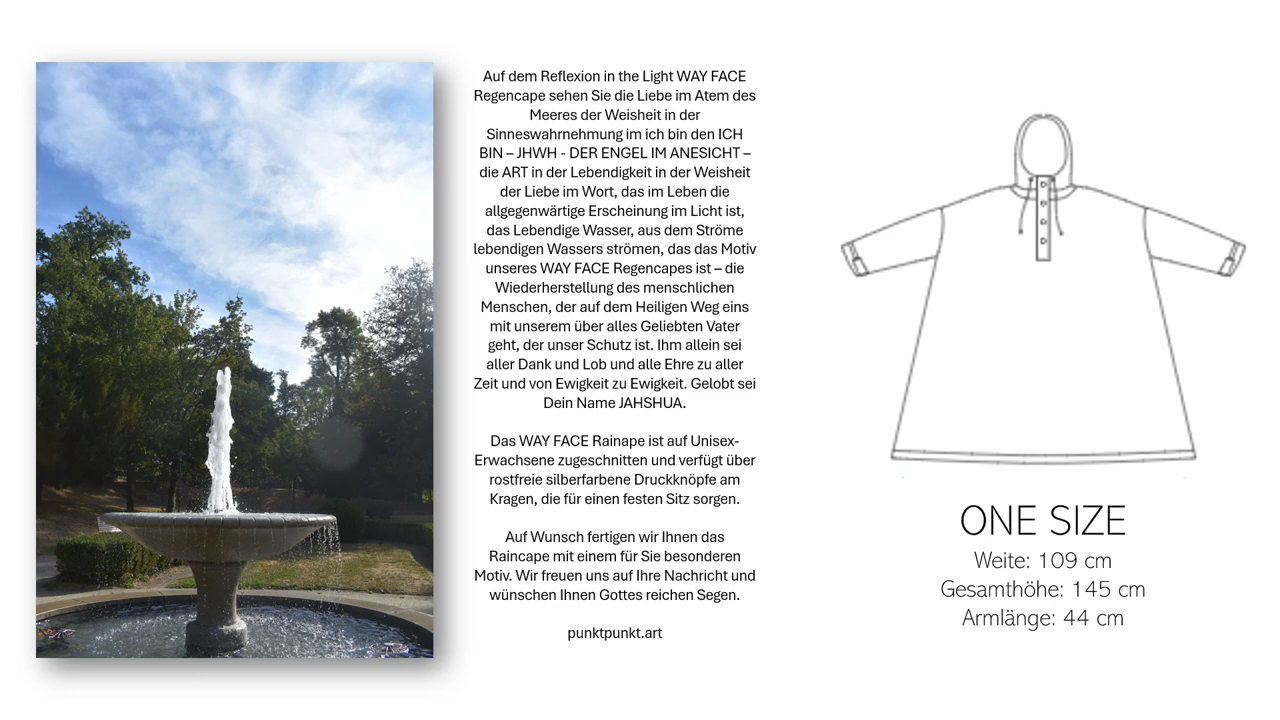 Auf dem Reflexion in the Light WAY FACE
Regencape sehen Sie die Liebe im Atem des
Meeres der Weisheit in der
Sinneswahrnehmung im ich bin den ICH
BIN – JHWH - DER ENGEL IM ANESICHT –
die ART in der Lebendigkeit in der Weisheit
der Liebe im Wort, das im Leben die
allgegenwärtige Erscheinung im Licht ist,
das Lebendige Wasser, aus dem Ströme
lebendigen Wassers strömen, das das Motiv
unseres WAY FACE Regencapes ist – die
Wiederherstellung des menschlichen
Menschen, der auf dem Heiligen Weg eins
mit unserem über alles Geliebten Vater
geht, der unser Schutz ist. Ihm allein sei
aller Dank und Lob und alle Ehre zu aller
Zeit und von Ewigkeit zu Ewigkeit. Gelobt sei
Dein Name JAHSHUA.
Das WAY FACE Rainape ist auf Unisex-
Erwachsene zugeschnitten und verfügt über
rostfreie silberfarbene Druckknöpfe am
Kragen, die für einen festen Sitz sorgen.
Auf Wunsch fertigen wir Ihnen das
Raincape mit einem für Sie besonderen
Motiv. Wir freuen uns auf Ihre Nachricht und
wünschen Ihnen Gottes reichen Segen.
punktpunkt.art
ONE SIZE
Weite: 109 cm
Gesamthöhe: 145 cm
Armlänge: 44 cm